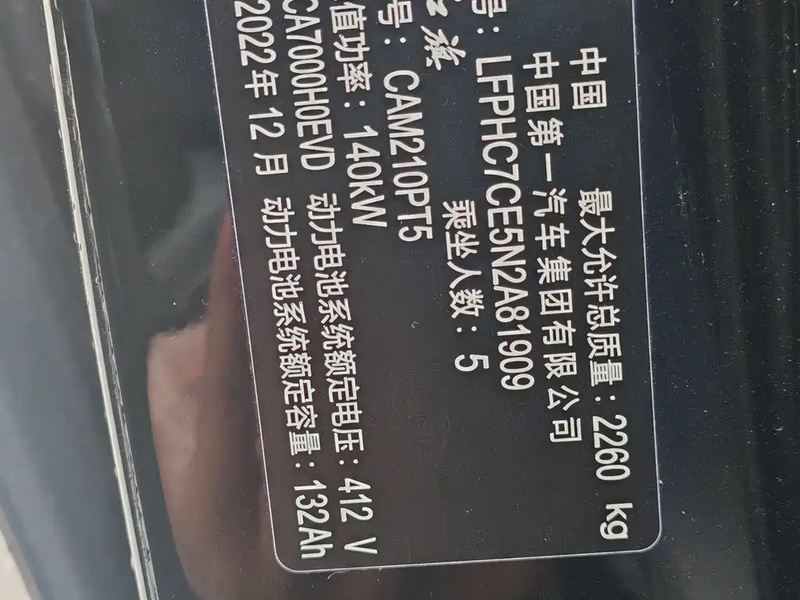 中国 最大允许总质量:2260 kg
中国第一汽车集团有限公司
号:LFPHC7CE5N2A81909
旗 乘坐人数:5
号:CAM210PT5
值功率:140kW
CA7000H0EVD 动力电池系统额定电压:412 V
2022年12月 动力电池系统额定容量:132Ah